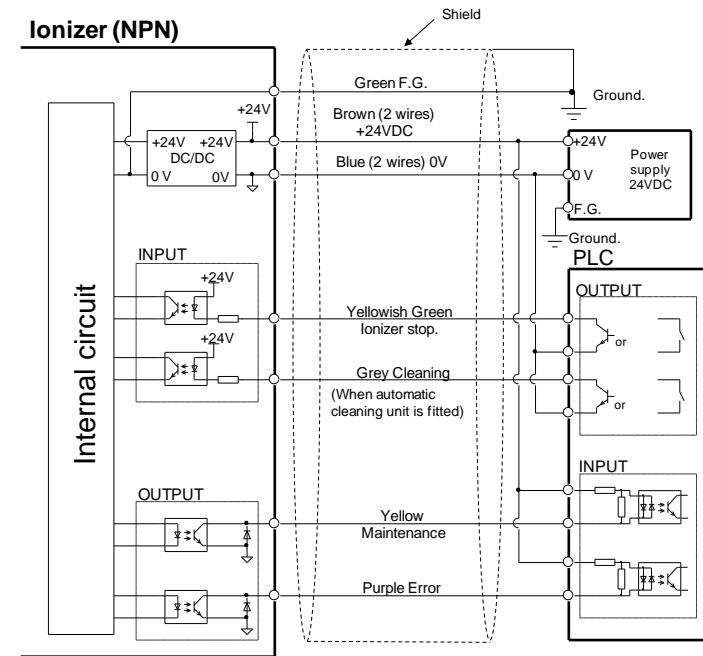 Shield
Ionizer (NPN)
Green F.G.
Ground.
+24V
Brown (2 wires)
+24VDC
+24V +24V
DC/DC
0 V 0V
Blue (2 wires) 0V
+24V
0 V
F.G.
Power
supply
24VDC
Ground.
PLC
INPUT
+24V
+24V
Internal circuit
Yellowish Green
Ionizer stop.
Grey Cleaning
(When automatic
cleaning unit is fitted)
OUTPUT
or
or
INPUT
OUTPUT
Yellow
Maintenance
Purple Error